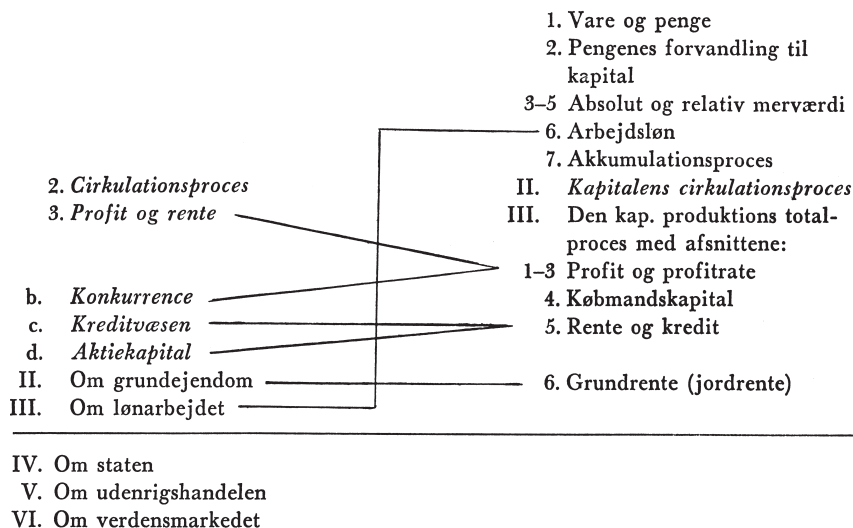 1. Vare og penge
2. Pengenes forvandling til
kapital
3–5 Absolut og relativ merværdi
6. Arbejdsløn
7. Akkumulationsproces
2. Cirkulationsproces
II. Kapitalens cirkulationsproces
3. Profit og rente
III. Den kap. produktions total-
proces med afsnittene:
1–3 Profit og profitrate
b. Konkurrence
4. Købmandskapital
c. Kreditvæsen
5. Rente og kredit
d. Aktiekapital
II. Om grundejendom
6. Grundrente (jordrente)
III. Om lønarbejdet
IV. Om staten
V. Om udenrigshandelen
VI. Om verdensmarkedet